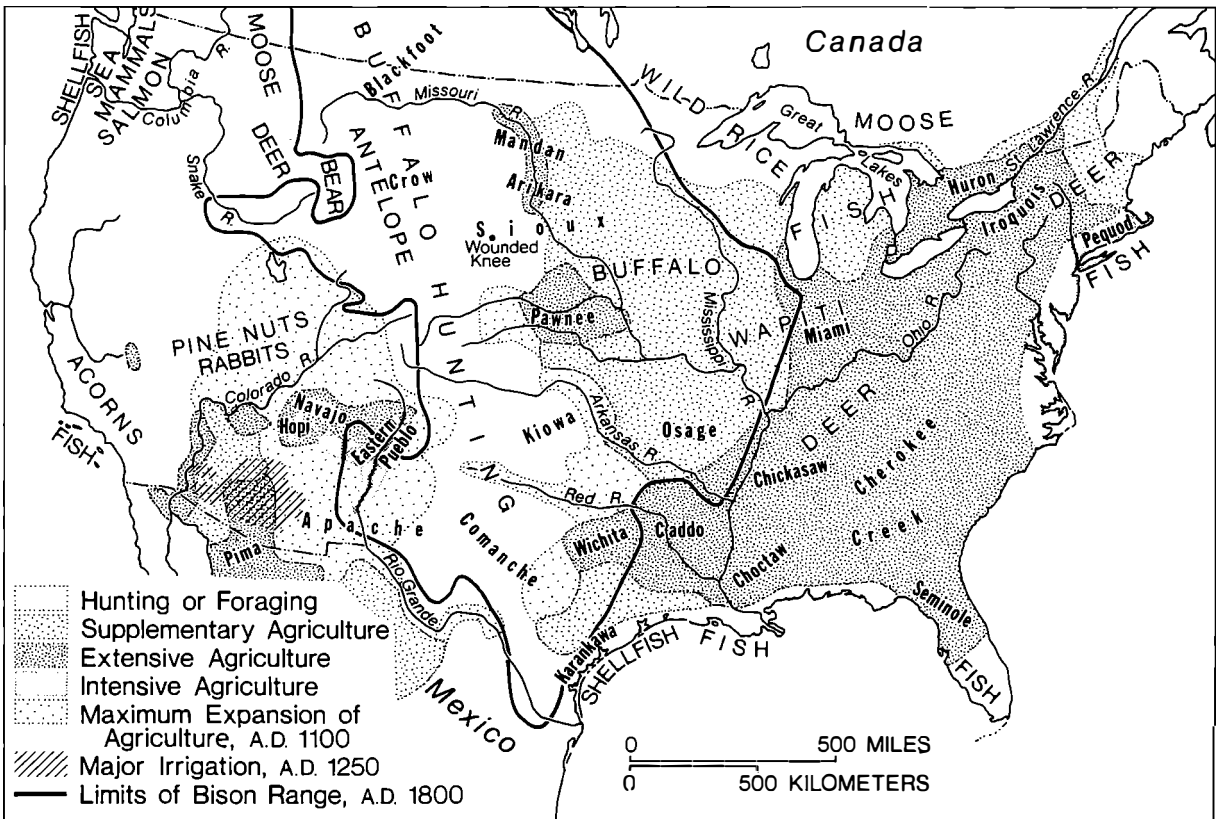 SHELLFISH
SEA
MAMMALS
SALMON
Columbia
R.
MOOSE
DEER
BEAR
BUFFALO
HUNTING
ANTELOPE
Blackfoot
Missouri
R.
Canada
WILD
RICE
Great
Lakes
MOOSE
St. Lawrence R.
Mandan
Arikara
Crow
Sioux
Wounded
Knee
Snake
R.
Huron
Iroquois
DEER
Pequod
FISH
FISH
BUFFALO
Mississippi
R.
WAPITI
Miami
Ohio R.
Pawnee
PINE NUTS
RABBITS
Colorado
R.
ACORNS
FISH
Navajo
Hopi
Eastern
Pueblo
Kiowa
Arkansas R.
Osage
DEER
Chickasaw
Cherokee
Creek
Red R.
Apache
Comanche
Wichita
Caddo
Choctaw
Seminole
Pima
Rio Grande
Karankawa
SHELLFISH
FISH
FISH
Mexico
Hunting or Foraging
Supplementary Agriculture
Extensive Agriculture
Intensive Agriculture
Maximum Expansion of
Agriculture, A.D. 1100
Major Irrigation, A.D. 1250
Limits of Bison Range, A.D. 1800
0 500 MILES
0 500 KILOMETERS